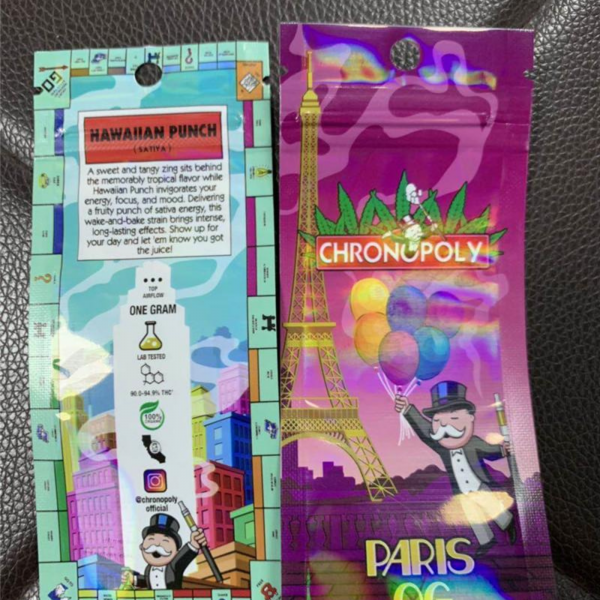 GO
HAWAIIAN PUNCH
( SATIVA )
A sweet and tangy zing sits behind
the memorably tropical flavor while
Hawaiian Punch invigorates your
energy, focus, and mood. Delivering
a fruity punch of sativa energy, this
wake-and-bake strain brings intense,
long-lasting effects. Show up for
your day and let 'em know you got
the juice!
TOP
AIRFLOW
ONE GRAM
LAB TESTED
90.0-94.9% THC*
100%
@chronopoly
official
CHRONOPOLY
PARIS
OG